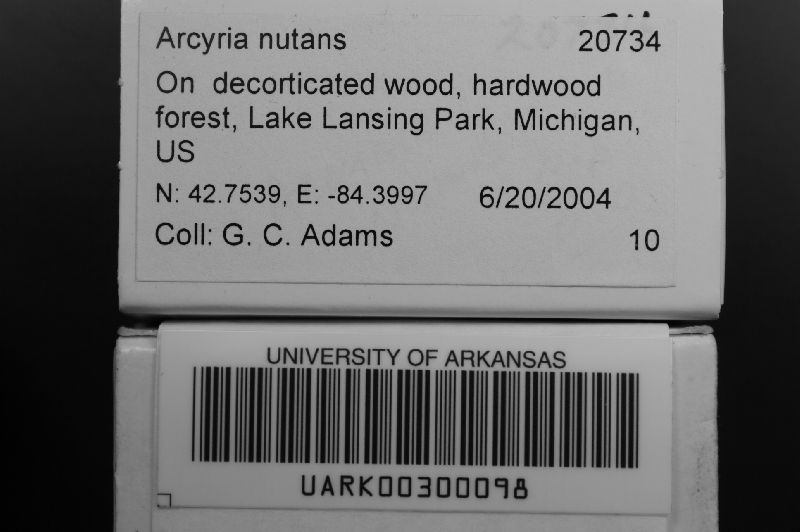 Arcyria nutans 20734
On decorticated wood, hardwood
forest, Lake Lansing Park, Michigan,
US
N: 42.7539, E: -84.3997 6/20/2004
Coll: G. C. Adams 10
UNIVERSITY OF ARKANSAS
UARK00300098